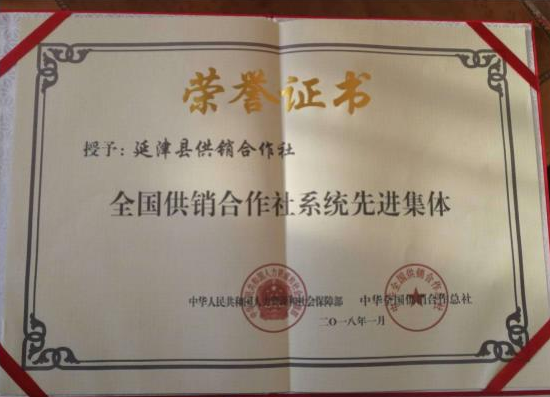 荣誉证书
授予：延津县供销合作社
全国供销合作社系统先进集体
中华人民共和国人力资源和社会保障部 中华全国供销合作总社
二〇一八年一月